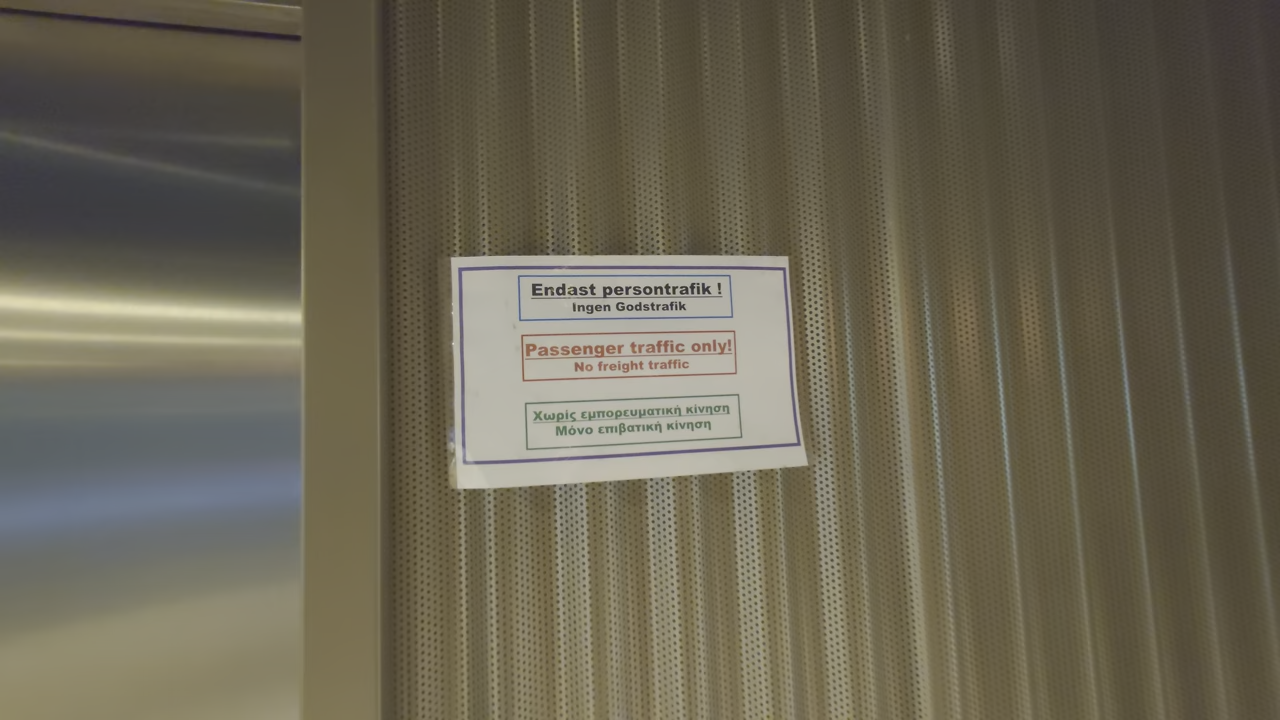 Endast persontrafik !
Ingen Godstrafik
Passenger traffic only!
No freight traffic
Χωρίς εμπορευματική κίνηση
Μόνο επιβατική κίνηση